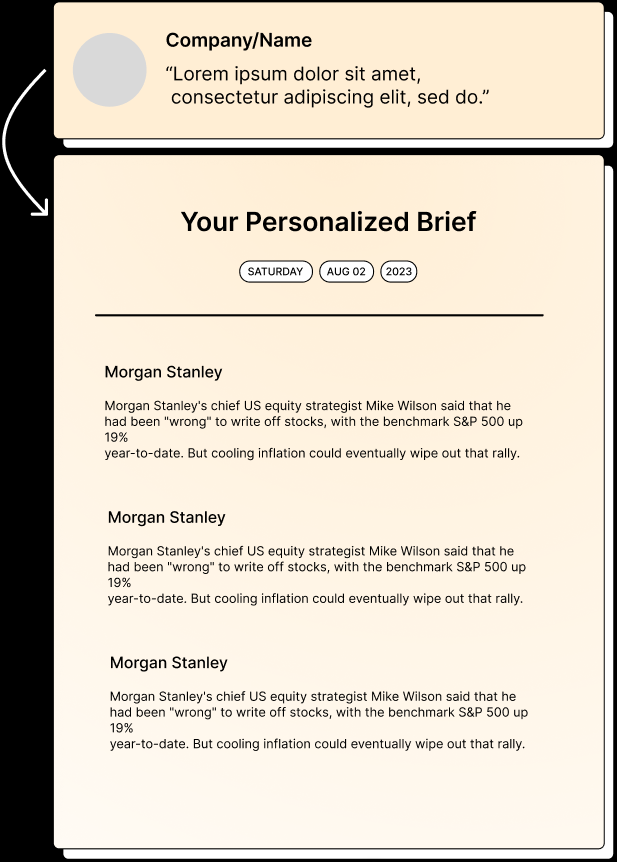 Company/Name
“Lorem ipsum dolor sit amet,
consectetur adipiscing elit, sed do.”
Your Personalized Brief
SATURDAY AUG 02 2023
Morgan Stanley
Morgan Stanley's chief US equity strategist Mike Wilson said that he
had been "wrong" to write off stocks, with the benchmark S&P 500 up
19%
year-to-date. But cooling inflation could eventually wipe out that rally.
Morgan Stanley
Morgan Stanley's chief US equity strategist Mike Wilson said that he
had been "wrong" to write off stocks, with the benchmark S&P 500 up
19%
year-to-date. But cooling inflation could eventually wipe out that rally.
Morgan Stanley
Morgan Stanley's chief US equity strategist Mike Wilson said that he
had been "wrong" to write off stocks, with the benchmark S&P 500 up
19%
year-to-date. But cooling inflation could eventually wipe out that rally.